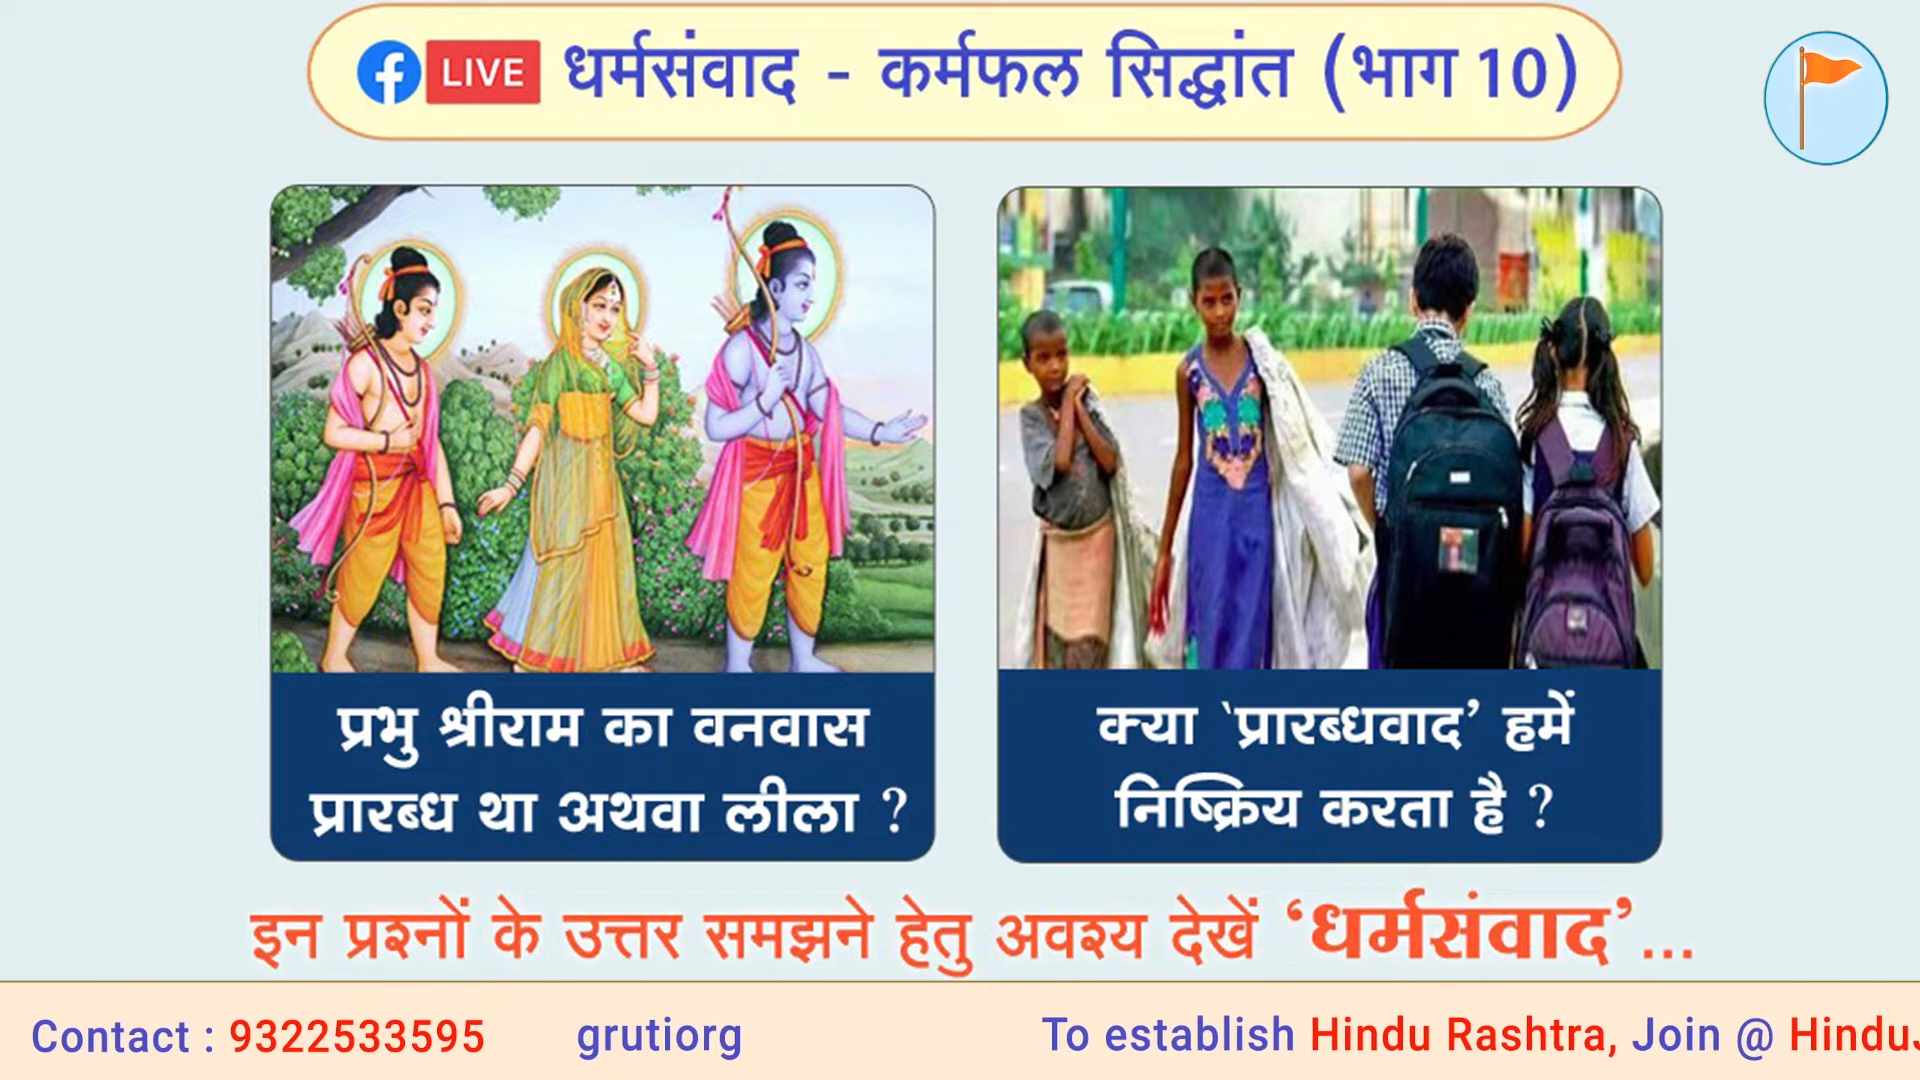 LIVE धर्मसंवाद - कर्मफल सिद्धांत (भाग 10)
प्रभु श्रीराम का वनवास
प्रारब्ध था अथवा लीला ?
क्या ‘प्रारब्धवाद’ हमें
निष्क्रिय करता है ?
इन प्रश्नों के उत्तर समझने हेतु अवश्य देखें ‘धर्मसंवाद’...
Contact : 9322533595 grutiorg To establish Hindu Rashtra, Join @ HinduJ